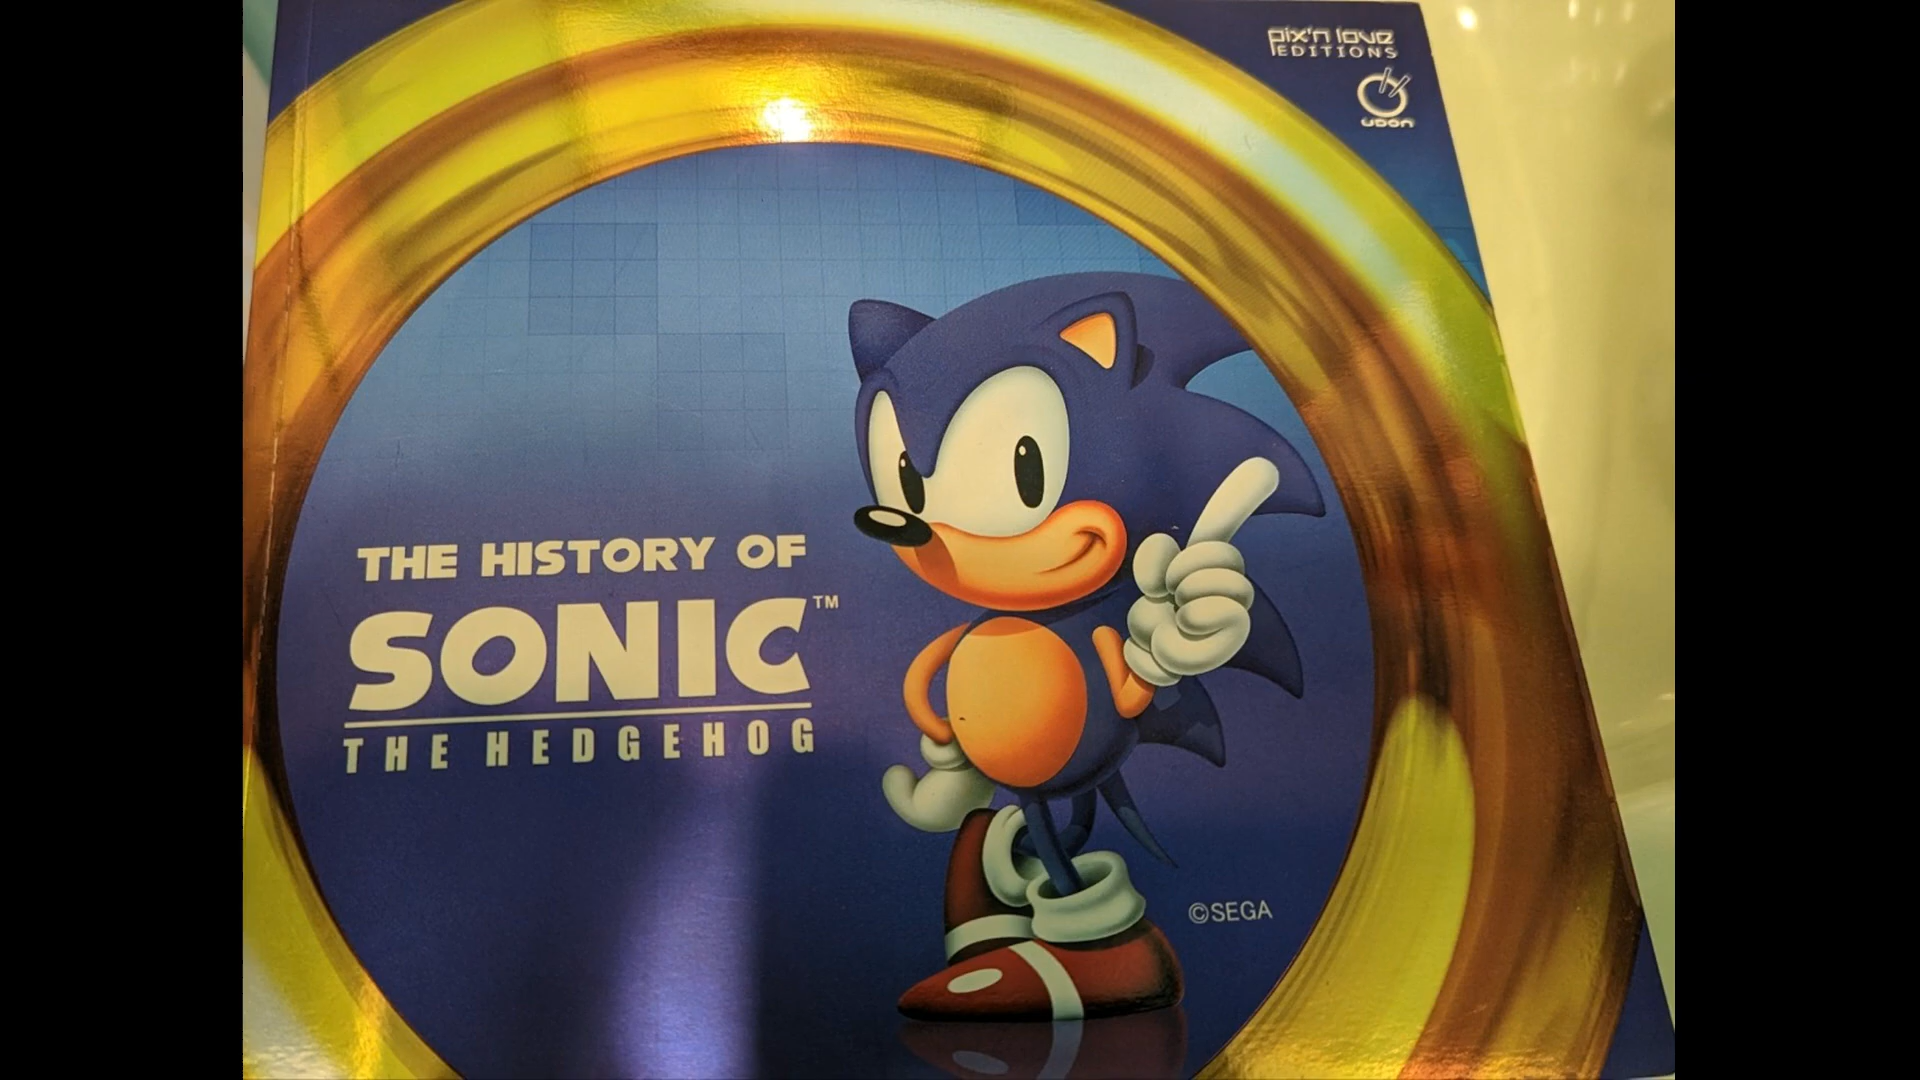 pix'n love
EDITIONS
UDON
THE HISTORY OF
SONIC™
THE HEDGEHOG
©SEGA